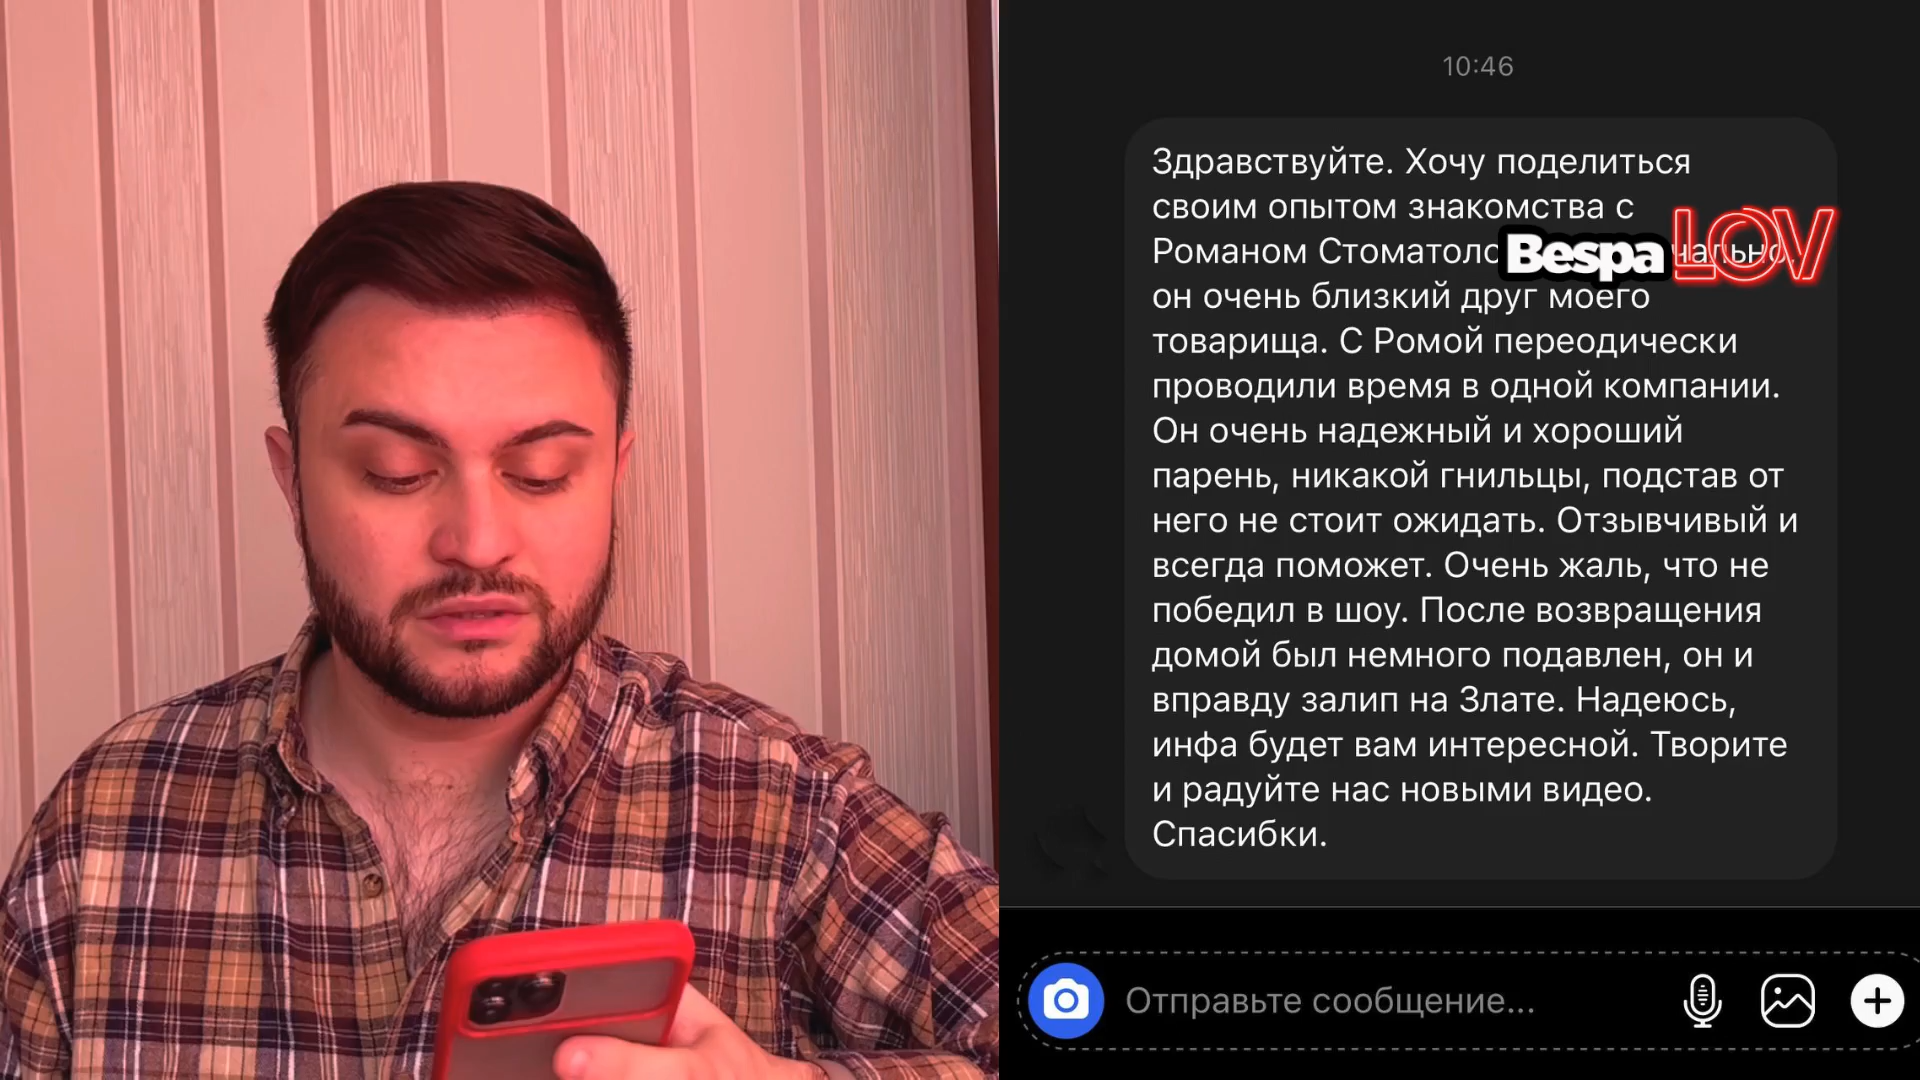 10:46
Здравствуйте. Хочу поделиться
своим опытом знакомства с
Романом
Bespa LOV
он очень близкий друг моего
товарища. С Ромой переодически
проводили время в одной компании.
Он очень надежный и хороший
парень, никакой гнильцы, подстав от
него не стоит ожидать. Отзывчивый и
всегда поможет. Очень жаль, что не
победил в шоу. После возвращения
домой был немного подавлен, он и
вправду залип на Злате. Надеюсь,
инфа будет вам интересной. Творите
и радуйте нас новыми видео.
Спасибки.
Отправьте сообщение...